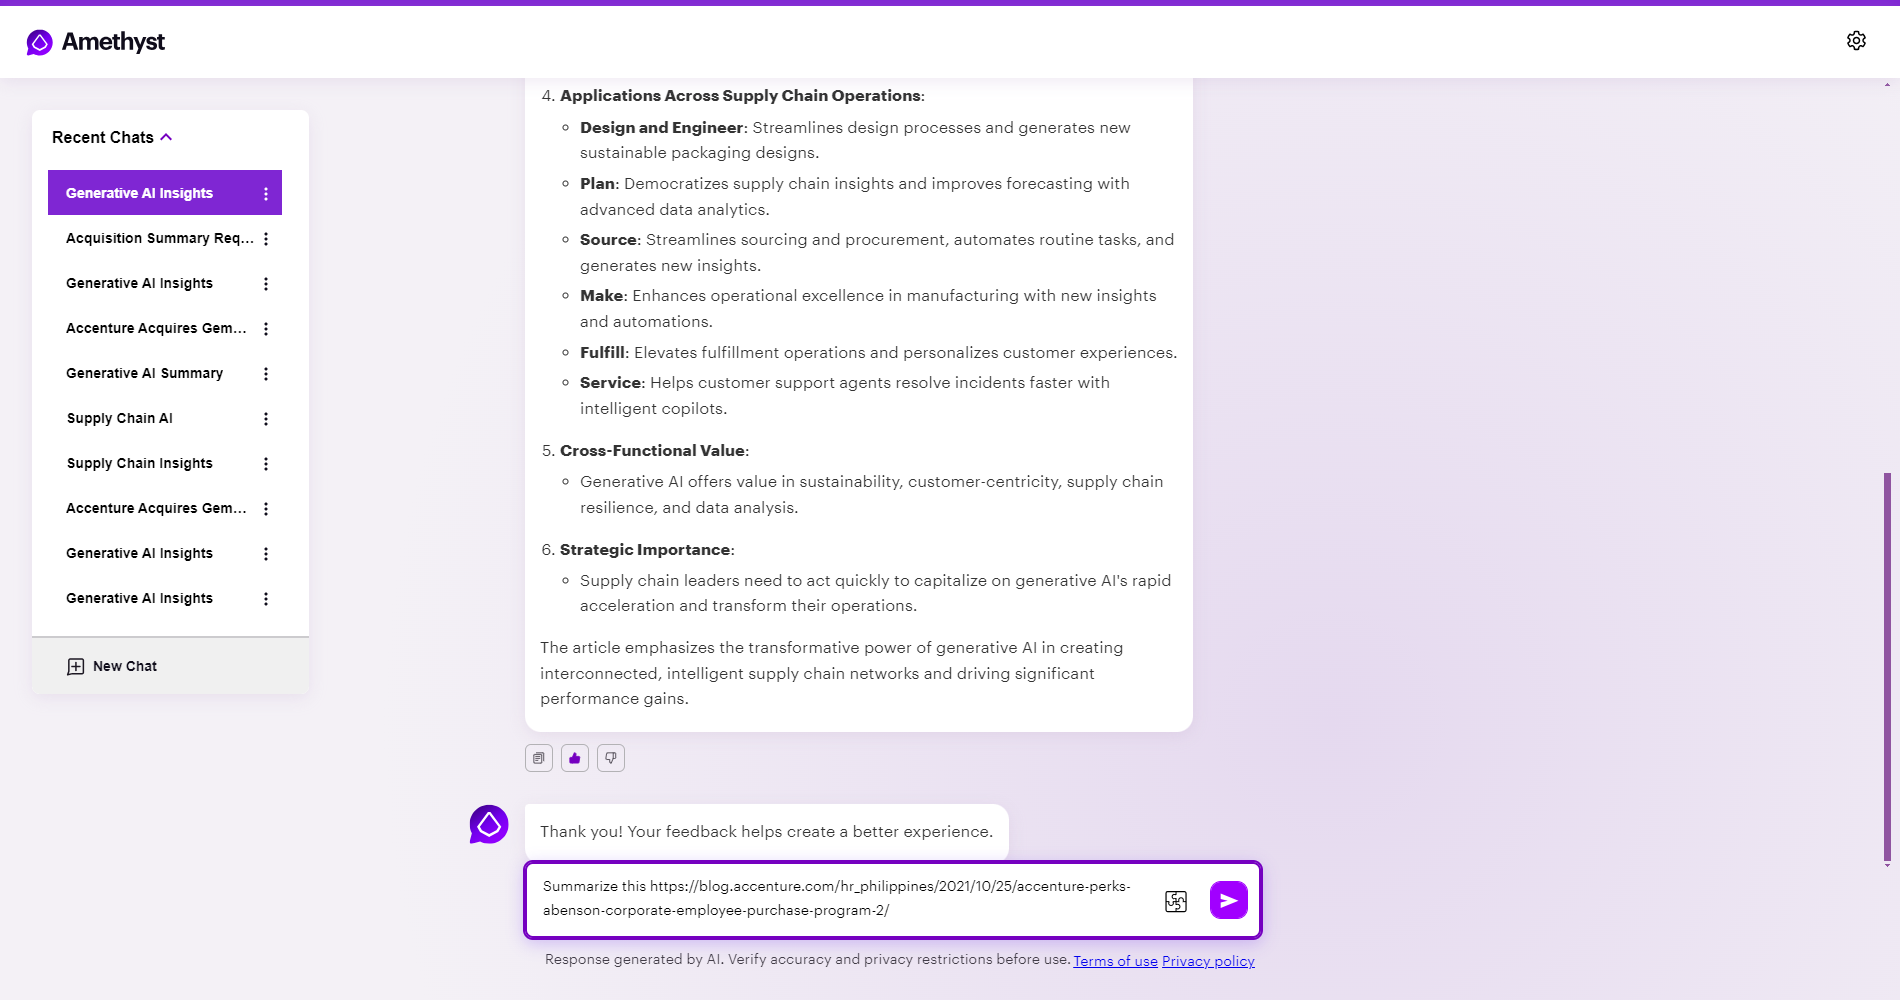 Amethyst
Recent Chats
Generative AI Insights
Acquisition Summary Req...
Generative AI Insights
Accenture Acquires Gem...
Generative AI Summary
Supply Chain AI
Supply Chain Insights
Accenture Acquires Gem...
Generative AI Insights
Generative AI Insights
New Chat
4. Applications Across Supply Chain Operations:
Design and Engineer: Streamlines design processes and generates new
sustainable packaging designs.
Plan: Democratizes supply chain insights and improves forecasting with
advanced data analytics.
Source: Streamlines sourcing and procurement, automates routine tasks, and
generates new insights.
Make: Enhances operational excellence in manufacturing with new insights
and automations.
Fulfill: Elevates fulfillment operations and personalizes customer experiences.
Service: Helps customer support agents resolve incidents faster with
intelligent copilots.
5. Cross-Functional Value:
Generative AI offers value in sustainability, customer-centricity, supply chain
resilience, and data analysis.
6. Strategic Importance:
Supply chain leaders need to act quickly to capitalize on generative AI's rapid
acceleration and transform their operations.
The article emphasizes the transformative power of generative AI in creating
interconnected, intelligent supply chain networks and driving significant
performance gains.
Thank you! Your feedback helps create a better experience.
Summarize this https://blog.accenture.com/hr_philippines/2021/10/25/accenture-perks-
abenson-corporate-employee-purchase-program-2/
Response generated by AI. Verify accuracy and privacy restrictions before use. Terms of use Privacy policy